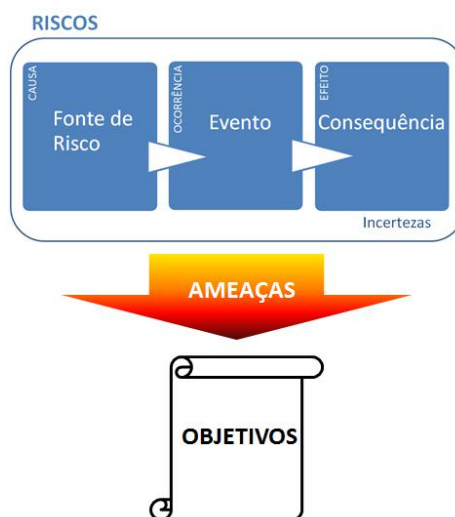 RISCOS
CAUSA
Fonte de
Risco
OCORRÊNCIA
Evento
EFEITO
Consequência
Incertezas
AMEAÇAS
OBJETIVOS